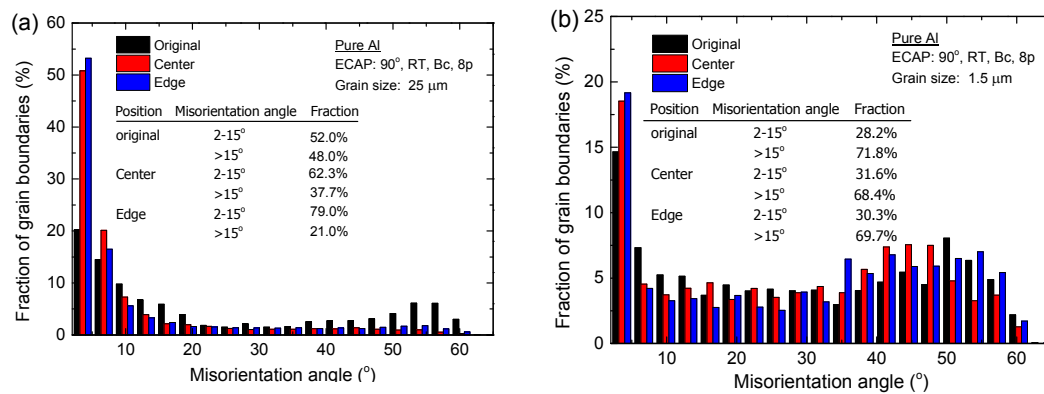 (a)
Fraction of grain boundaries (%)
60
50
40
30
20
10
0
Original
Center
Edge
Pure Al
ECAP: 90°, RT, Bc, 8p
Grain size: 25 μm
Position Misorientation angle Fraction
original 2-15° 52.0%
>15° 48.0%
Center 2-15° 62.3%
>15° 37.7%
Edge 2-15° 79.0%
>15° 21.0%
10 20 30 40 50 60
Misorientation angle (°)
(b)
Fraction of grain boundaries (%)
25
20
15
10
5
0
Original
Center
Edge
Pure Al
ECAP: 90°, RT, Bc, 8p
Grain size: 1.5 μm
Position Misorientation angle Fraction
original 2-15° 28.2%
>15° 71.8%
Center 2-15° 31.6%
>15° 68.4%
Edge 2-15° 30.3%
>15° 69.7%
10 20 30 40 50 60
Misorientation angle (°)